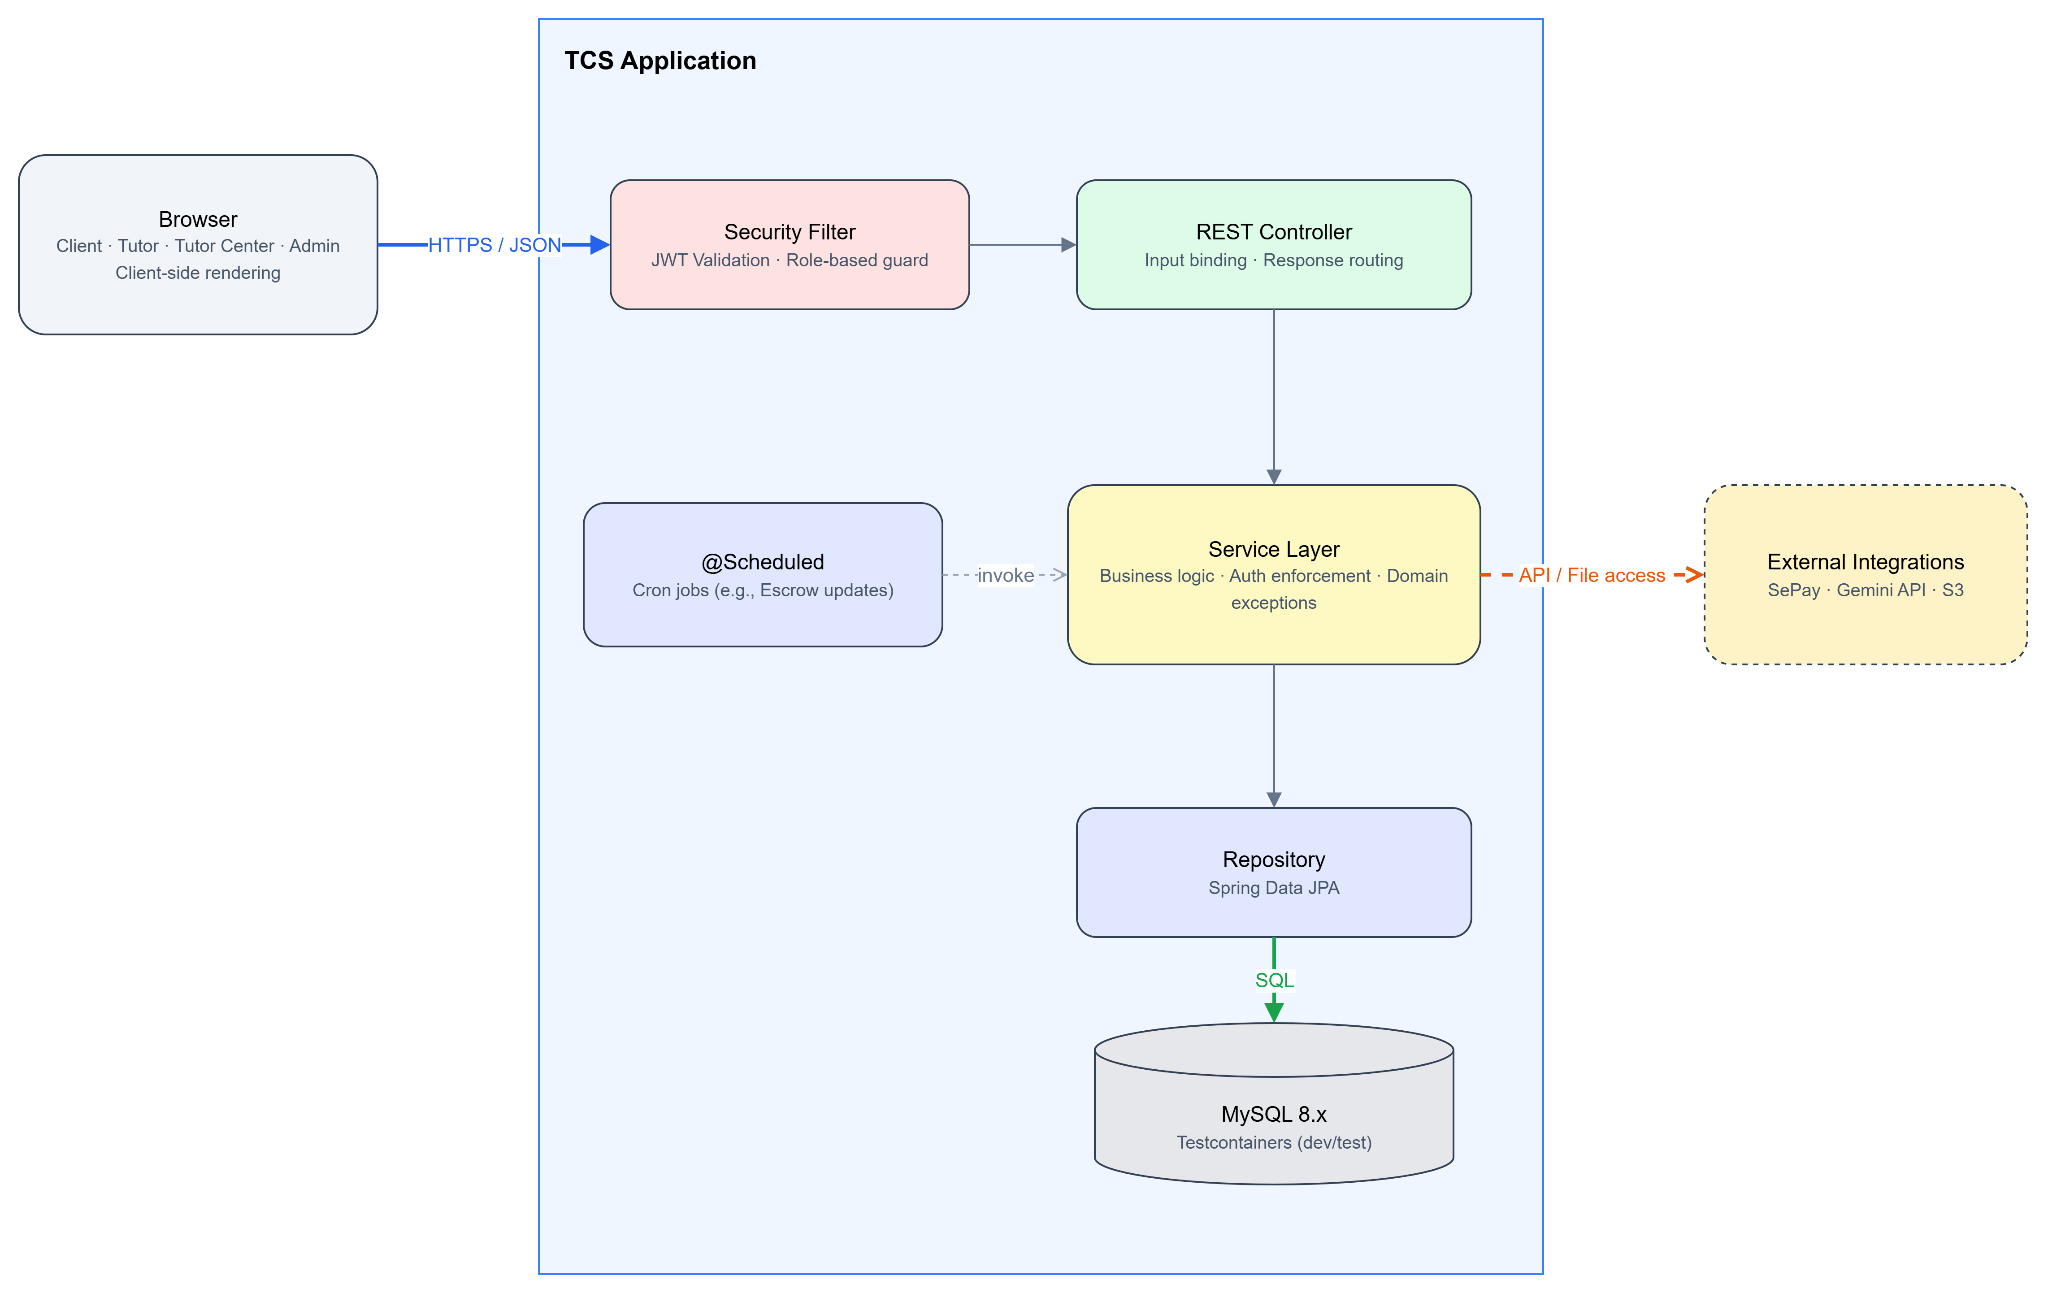 TCS Application
Browser
Client · Tutor · Tutor Center · Admin
Client-side rendering
HTTPS / JSON
Security Filter
JWT Validation · Role-based guard
REST Controller
Input binding · Response routing
@Scheduled
Cron jobs (e.g., Escrow updates)
invoke
Service Layer
Business logic · Auth enforcement · Domain
exceptions
API / File access
External Integrations
SePay · Gemini API · S3
Repository
Spring Data JPA
SQL
MySQL 8.x
Testcontainers (dev/test)